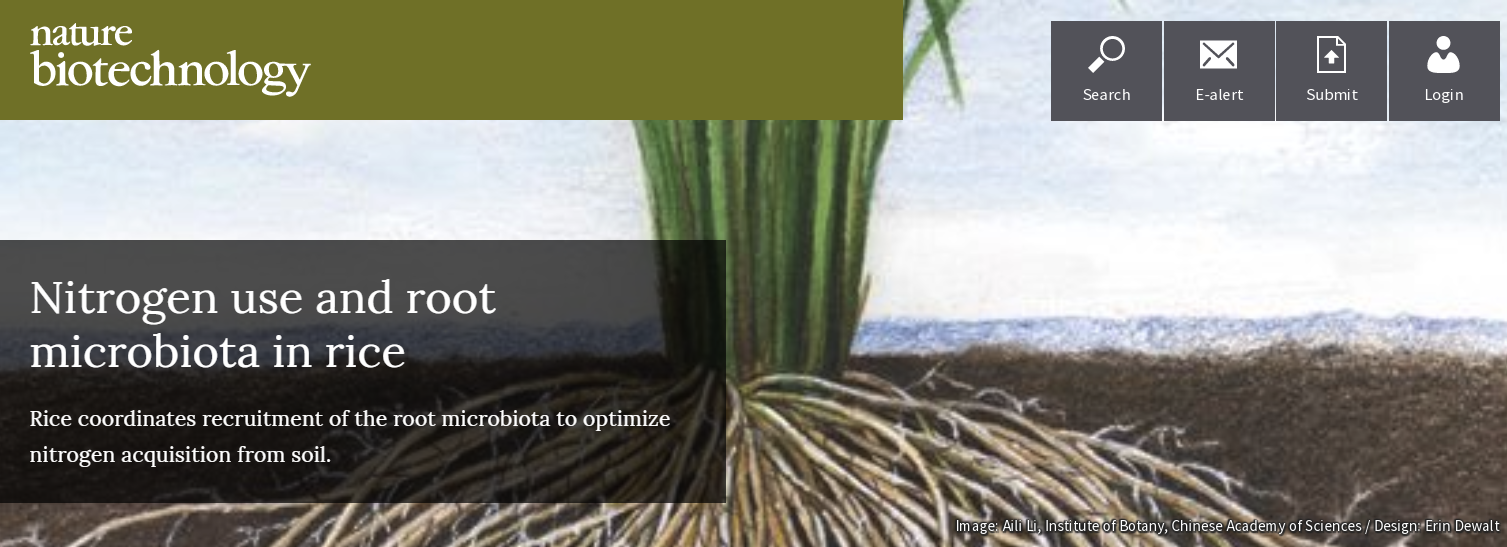 nature
biotechnology
Search
E-alert
Submit
Login
Nitrogen use and root
microbiota in rice
Rice coordinates recruitment of the root microbiota to optimize
nitrogen acquisition from soil.
Image: Aili Li, Institute of Botany, Chinese Academy of Sciences / Design: Erin Dewalt